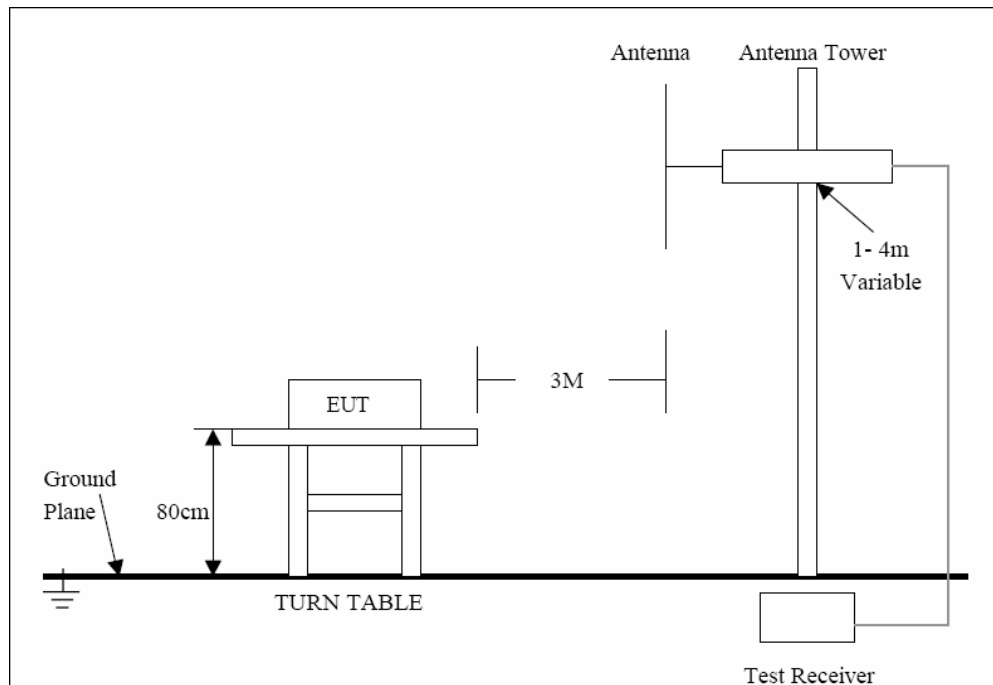 Antenna
Antenna Tower
1- 4m
Variable
3M
EUT
Ground
Plane
80cm
TURN TABLE
Test Receiver